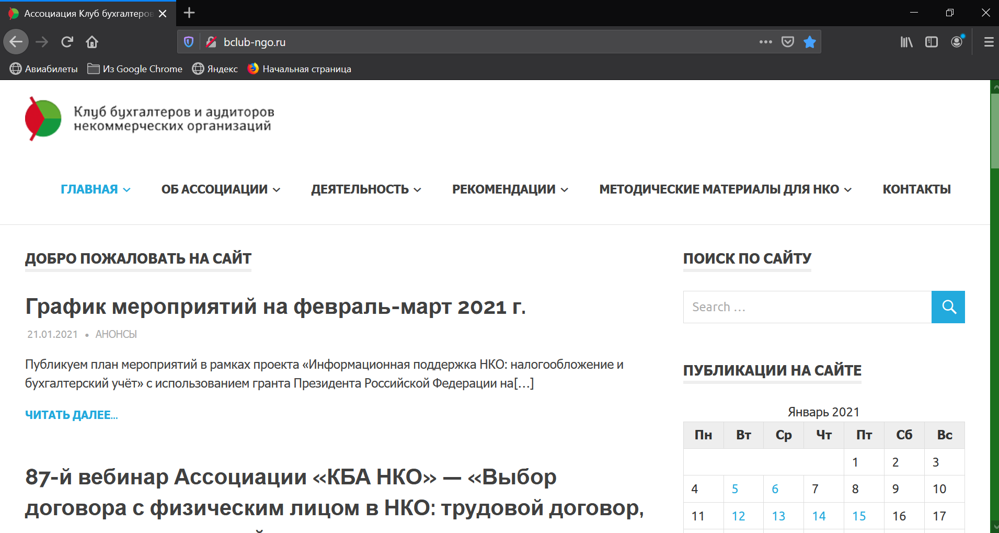 Ассоциация Клуб бухгалтеров
bclub-ngo.ru
Авиабилеты Из Google Chrome Яндекс Начальная страница
Клуб бухгалтеров и аудиторов
некоммерческих организаций
ГЛАВНАЯ ОБ АССОЦИАЦИИ ДЕЯТЕЛЬНОСТЬ РЕКОМЕНДАЦИИ МЕТОДИЧЕСКИЕ МАТЕРИАЛЫ ДЛЯ НКО КОНТАКТЫ
ДОБРО ПОЖАЛОВАТЬ НА САЙТ
График мероприятий на февраль-март 2021 г.
21.01.2021 • АНОНСЫ
Публикуем план мероприятий в рамках проекта «Информационная поддержка НКО: налогообложение и
бухгалтерский учёт» с использованием гранта Президента Российской Федерации на[…]
ЧИТАТЬ ДАЛЕЕ...
87-й вебинар Ассоциации «КБА НКО» — «Выбор
договора с физическим лицом в НКО: трудовой договор,
ПОИСК ПО САЙТУ
Search …
ПУБЛИКАЦИИ НА САЙТЕ
Январь 2021
Пн Вт Ср Чт Пт Сб Вс
1 2 3
4 5 6 7 8 9 10
11 12 13 14 15 16 17